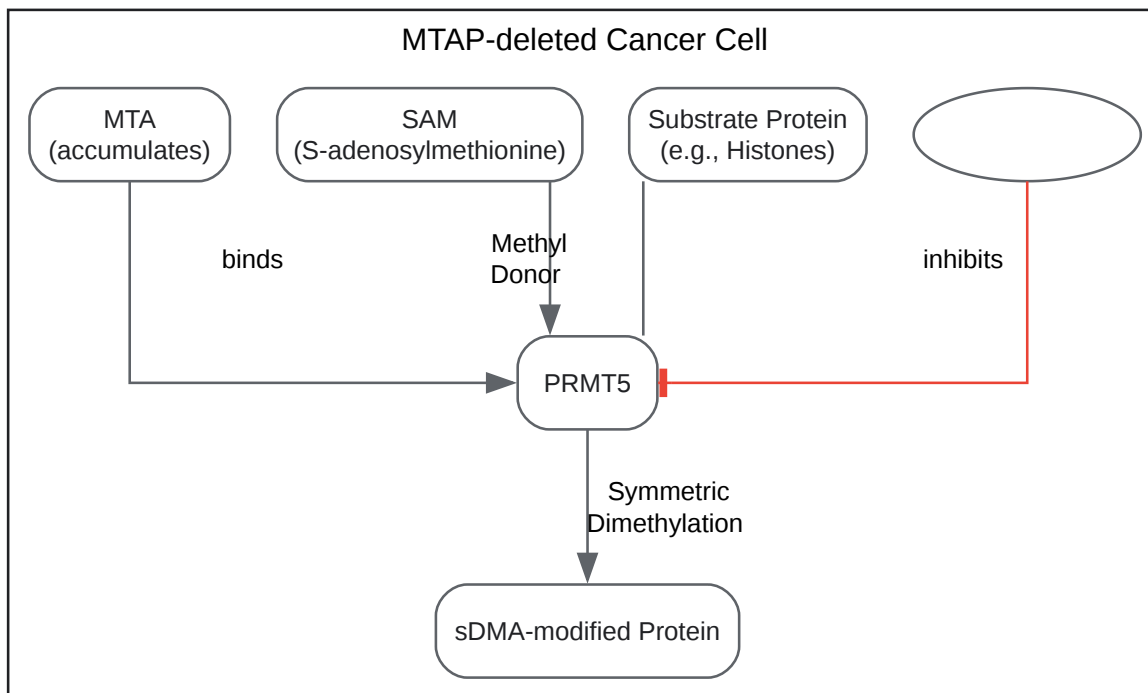 MTAP-deleted Cancer Cell
MTA
(accumulates)
SAM
(S-adenosylmethionine)
Substrate Protein
(e.g., Histones)
binds
Methyl
Donor
inhibits
PRMT5
Symmetric
Dimethylation
sDMA-modified Protein